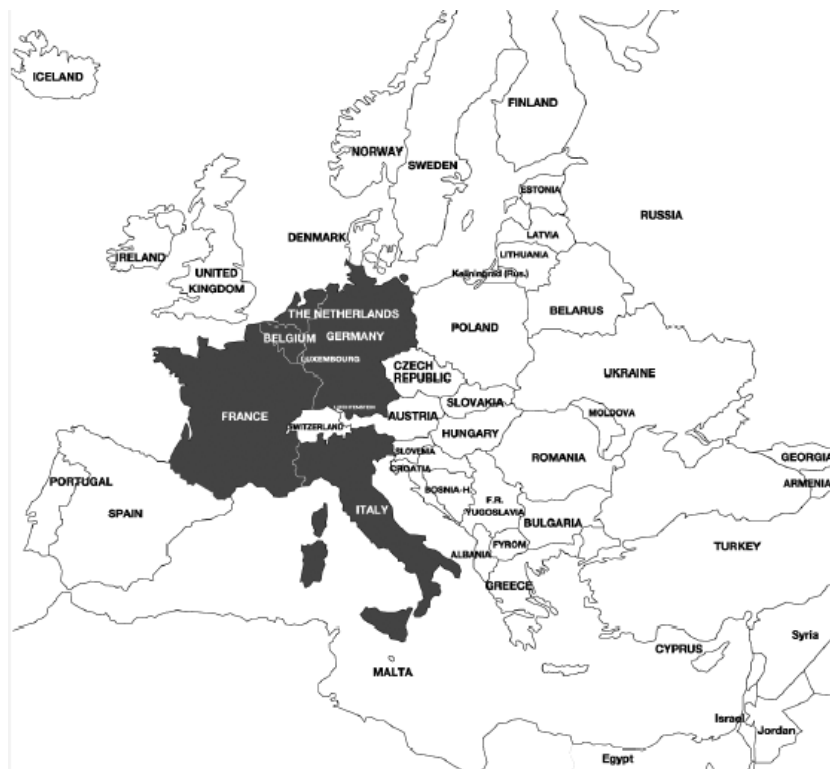 ICELAND
FINLAND
NORWAY
SWEDEN
ESTONIA
RUSSIA
DENMARK
LATVIA
IRELAND
LITHUANIA
UNITED
KINGDOM
Kaliningrad (Rus.)
BELARUS
THE NETHERLANDS
POLAND
BELGIUM
GERMANY
LUXEMBOURG
CZECH
REPUBLIC
UKRAINE
SLOVAKIA
LIECHTENSTEIN
FRANCE
SWITZERLAND
AUSTRIA
MOLDOVA
HUNGARY
SLOVENIA
ROMANIA
GEORGIA
CROATIA
PORTUGAL
BOSNIA-H.
ARMENIA
F.R.
YUGOSLAVIA
SPAIN
ITALY
BULGARIA
FYROM
TURKEY
ALBANIA
GREECE
Syria
CYPRUS
MALTA
Israel
Jordan
Egypt